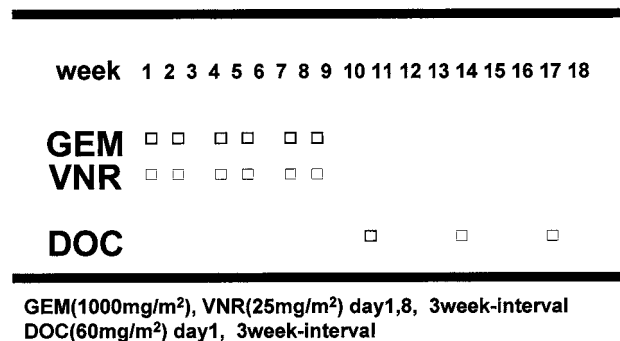 week 1 2 3 4 5 6 7 8 9 10 11 12 13 14 15 16 17 18
GEM
VNR
DOC
GEM(1000mg/m²), VNR(25mg/m²) day1,8, 3week-interval
DOC(60mg/m²) day1, 3week-interval